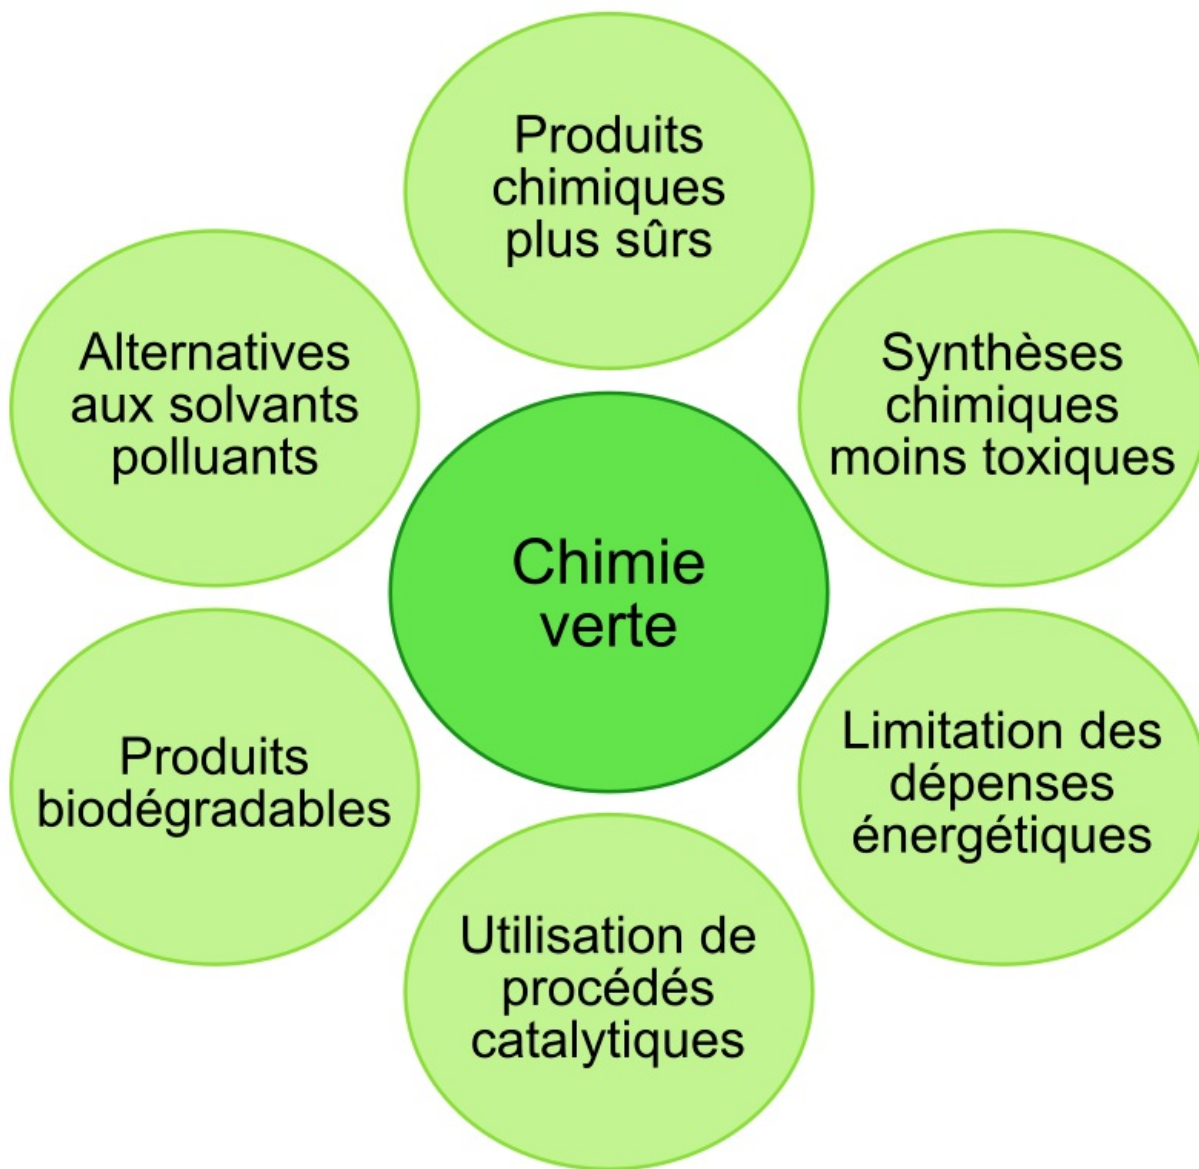 Produits
chimiques
plus sûrs
Alternatives
aux solvants
polluants
Synthèses
chimiques
moins toxiques
Chimie
verte
Produits
biodégradables
Limitation des
dépenses
énergétiques
Utilisation de
procédés
catalytiques